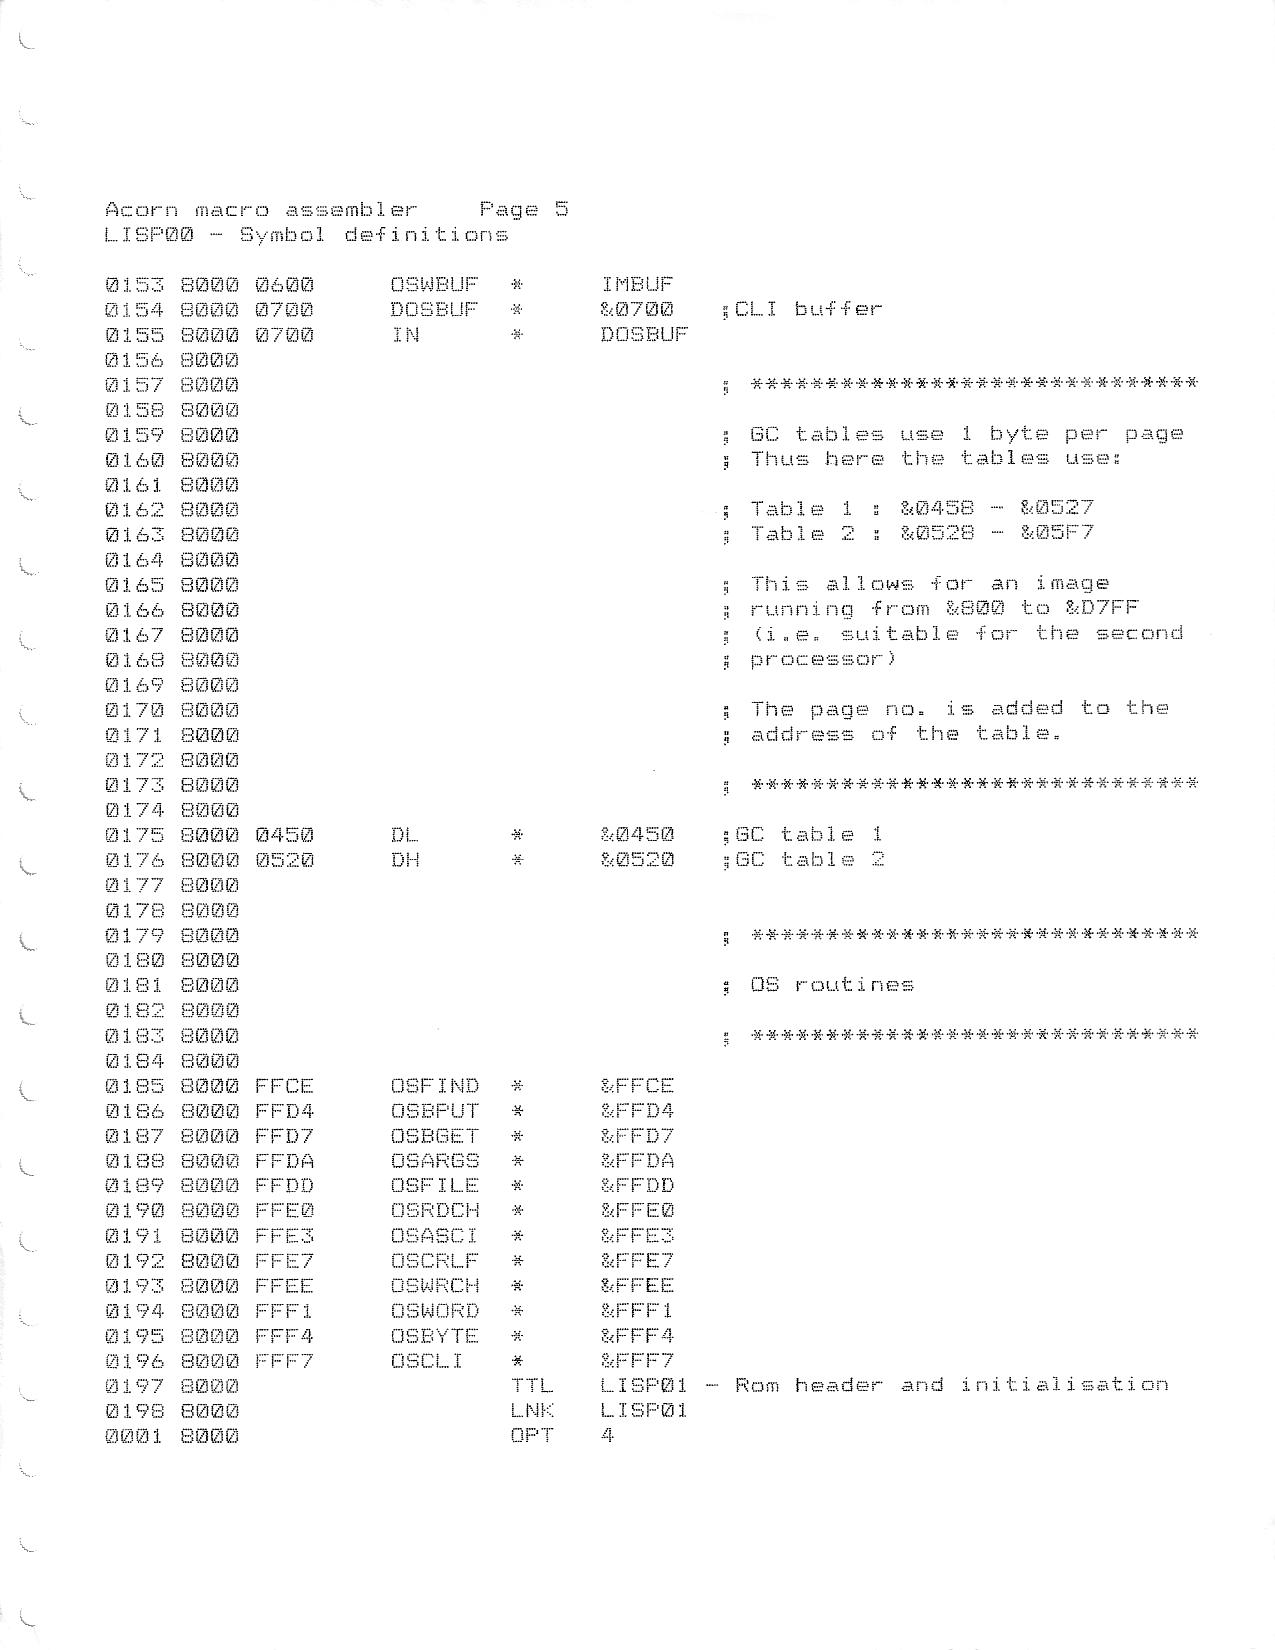 Acorn macro assembler    Page 5
LISP00 - Symbol definitions
0153 8000 0600     OSWBUF  *     IMBUF
0154 8000 0700     DOSBUF  *     &0700   ;CLI buffer
0155 8000 0700     IN      *     DOSBUF
0156 8000
0157 8000                                ; ******************************
0158 8000
0159 8000                                ; GC tables use 1 byte per page
0160 8000                                ; Thus here the tables use:
0161 8000
0162 8000                                ; Table 1 : &0458 - &0527
0163 8000                                ; Table 2 : &0528 - &05F7
0164 8000
0165 8000                                ; This allows for an image
0166 8000                                ; running from &800 to &D7FF
0167 8000                                ; (i.e. suitable for the second
0168 8000                                ; processor)
0169 8000
0170 8000                                ; The page no. is added to the
0171 8000                                ; address of the table.
0172 8000
0173 8000                                ; ******************************
0174 8000
0175 8000 0450     DL      *     &0450   ;GC table 1
0176 8000 0520     DH      *     &0520   ;GC table 2
0177 8000
0178 8000
0179 8000                                ; ******************************
0180 8000
0181 8000                                ; OS routines
0182 8000
0183 8000                                ; ******************************
0184 8000
0185 8000 FFCE     OSFIND  *     &FFCE
0186 8000 FFD4     OSBPUT  *     &FFD4
0187 8000 FFD7     OSBGET  *     &FFD7
0188 8000 FFDA     OSARGS  *     &FFDA
0189 8000 FFDD     OSFILE  *     &FFDD
0190 8000 FFE0     OSRDCH  *     &FFE0
0191 8000 FFE3     OSASCI  *     &FFE3
0192 8000 FFE7     OSCRLF  *     &FFE7
0193 8000 FFEE     OSWRCH  *     &FFEE
0194 8000 FFF1     OSWORD  *     &FFF1
0195 8000 FFF4     OSBYTE  *     &FFF4
0196 8000 FFF7     OSCLI   *     &FFF7
0197 8000                  TTL   LISP01 - Rom header and initialisation
0198 8000                  LNK   LISP01
0001 8000                  OPT   4